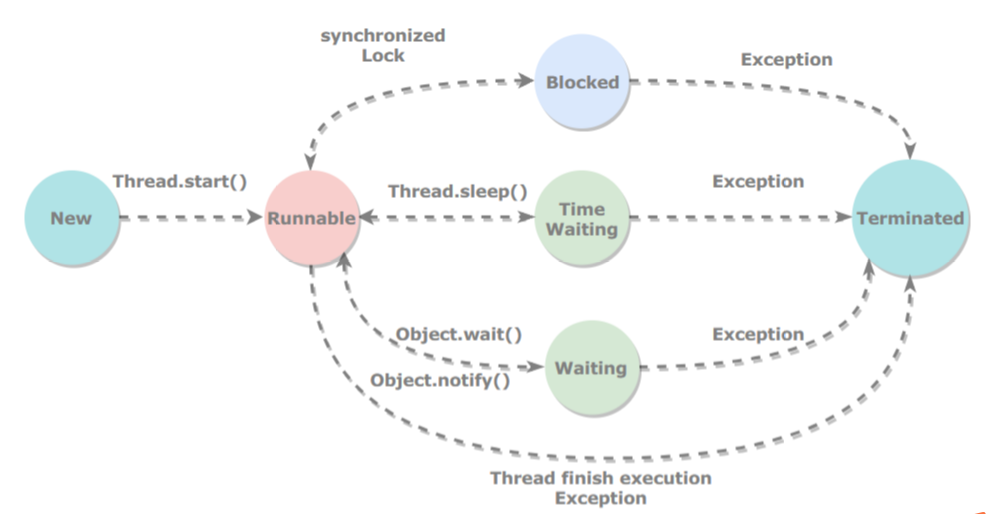 synchronized
Lock
Blocked
Exception
Thread.start()
New
Runnable
Thread.sleep()
Time
Waiting
Exception
Terminated
Object.wait()
Object.notify()
Waiting
Exception
Thread finish execution
Exception